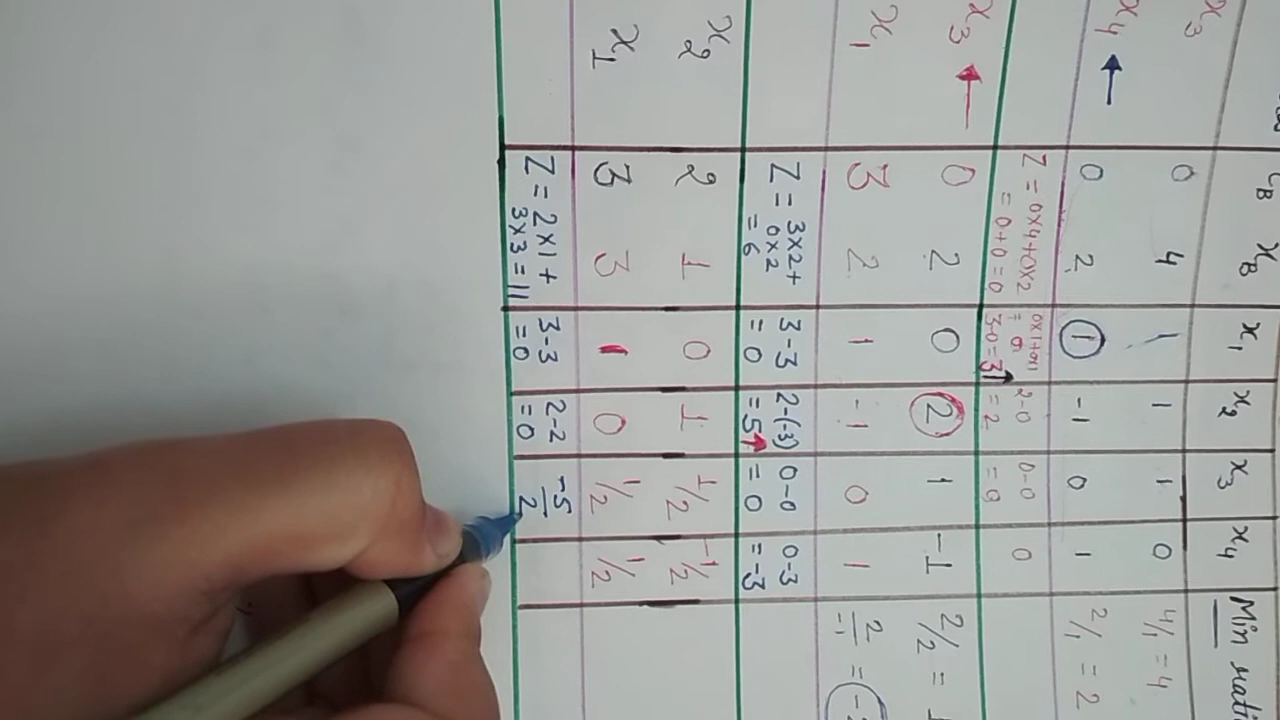 C_B x_B x_1 x_2 x_3 x_4 Min
x_3 0 4 1 1 1 0 4/1 = 4
x_4 ← 0 2 1 -1 0 1 2/1 = 2
Z = 0×4+0×2 0×1+0×1 2-0 0-0 0
= 0+0 = 0 3-0=3↑ = 2 = 0
x_3 ← 0 2 0 2 1 -1 2/2 = 1
x_1 3 2 1 -1 0 1 2/-1 =
Z = 3×2+ 3-3 2-(-3) 0-0 0-3
0×2 = 0 = 5↑ = 0 = -3
= 6
x_2 2 1 0 1 1/2 -1/2
x_1 3 3 1 0 1/2 1/2
Z = 2×1+ 3-3 2-2 -5/2
3×3 = 11 = 0 = 0